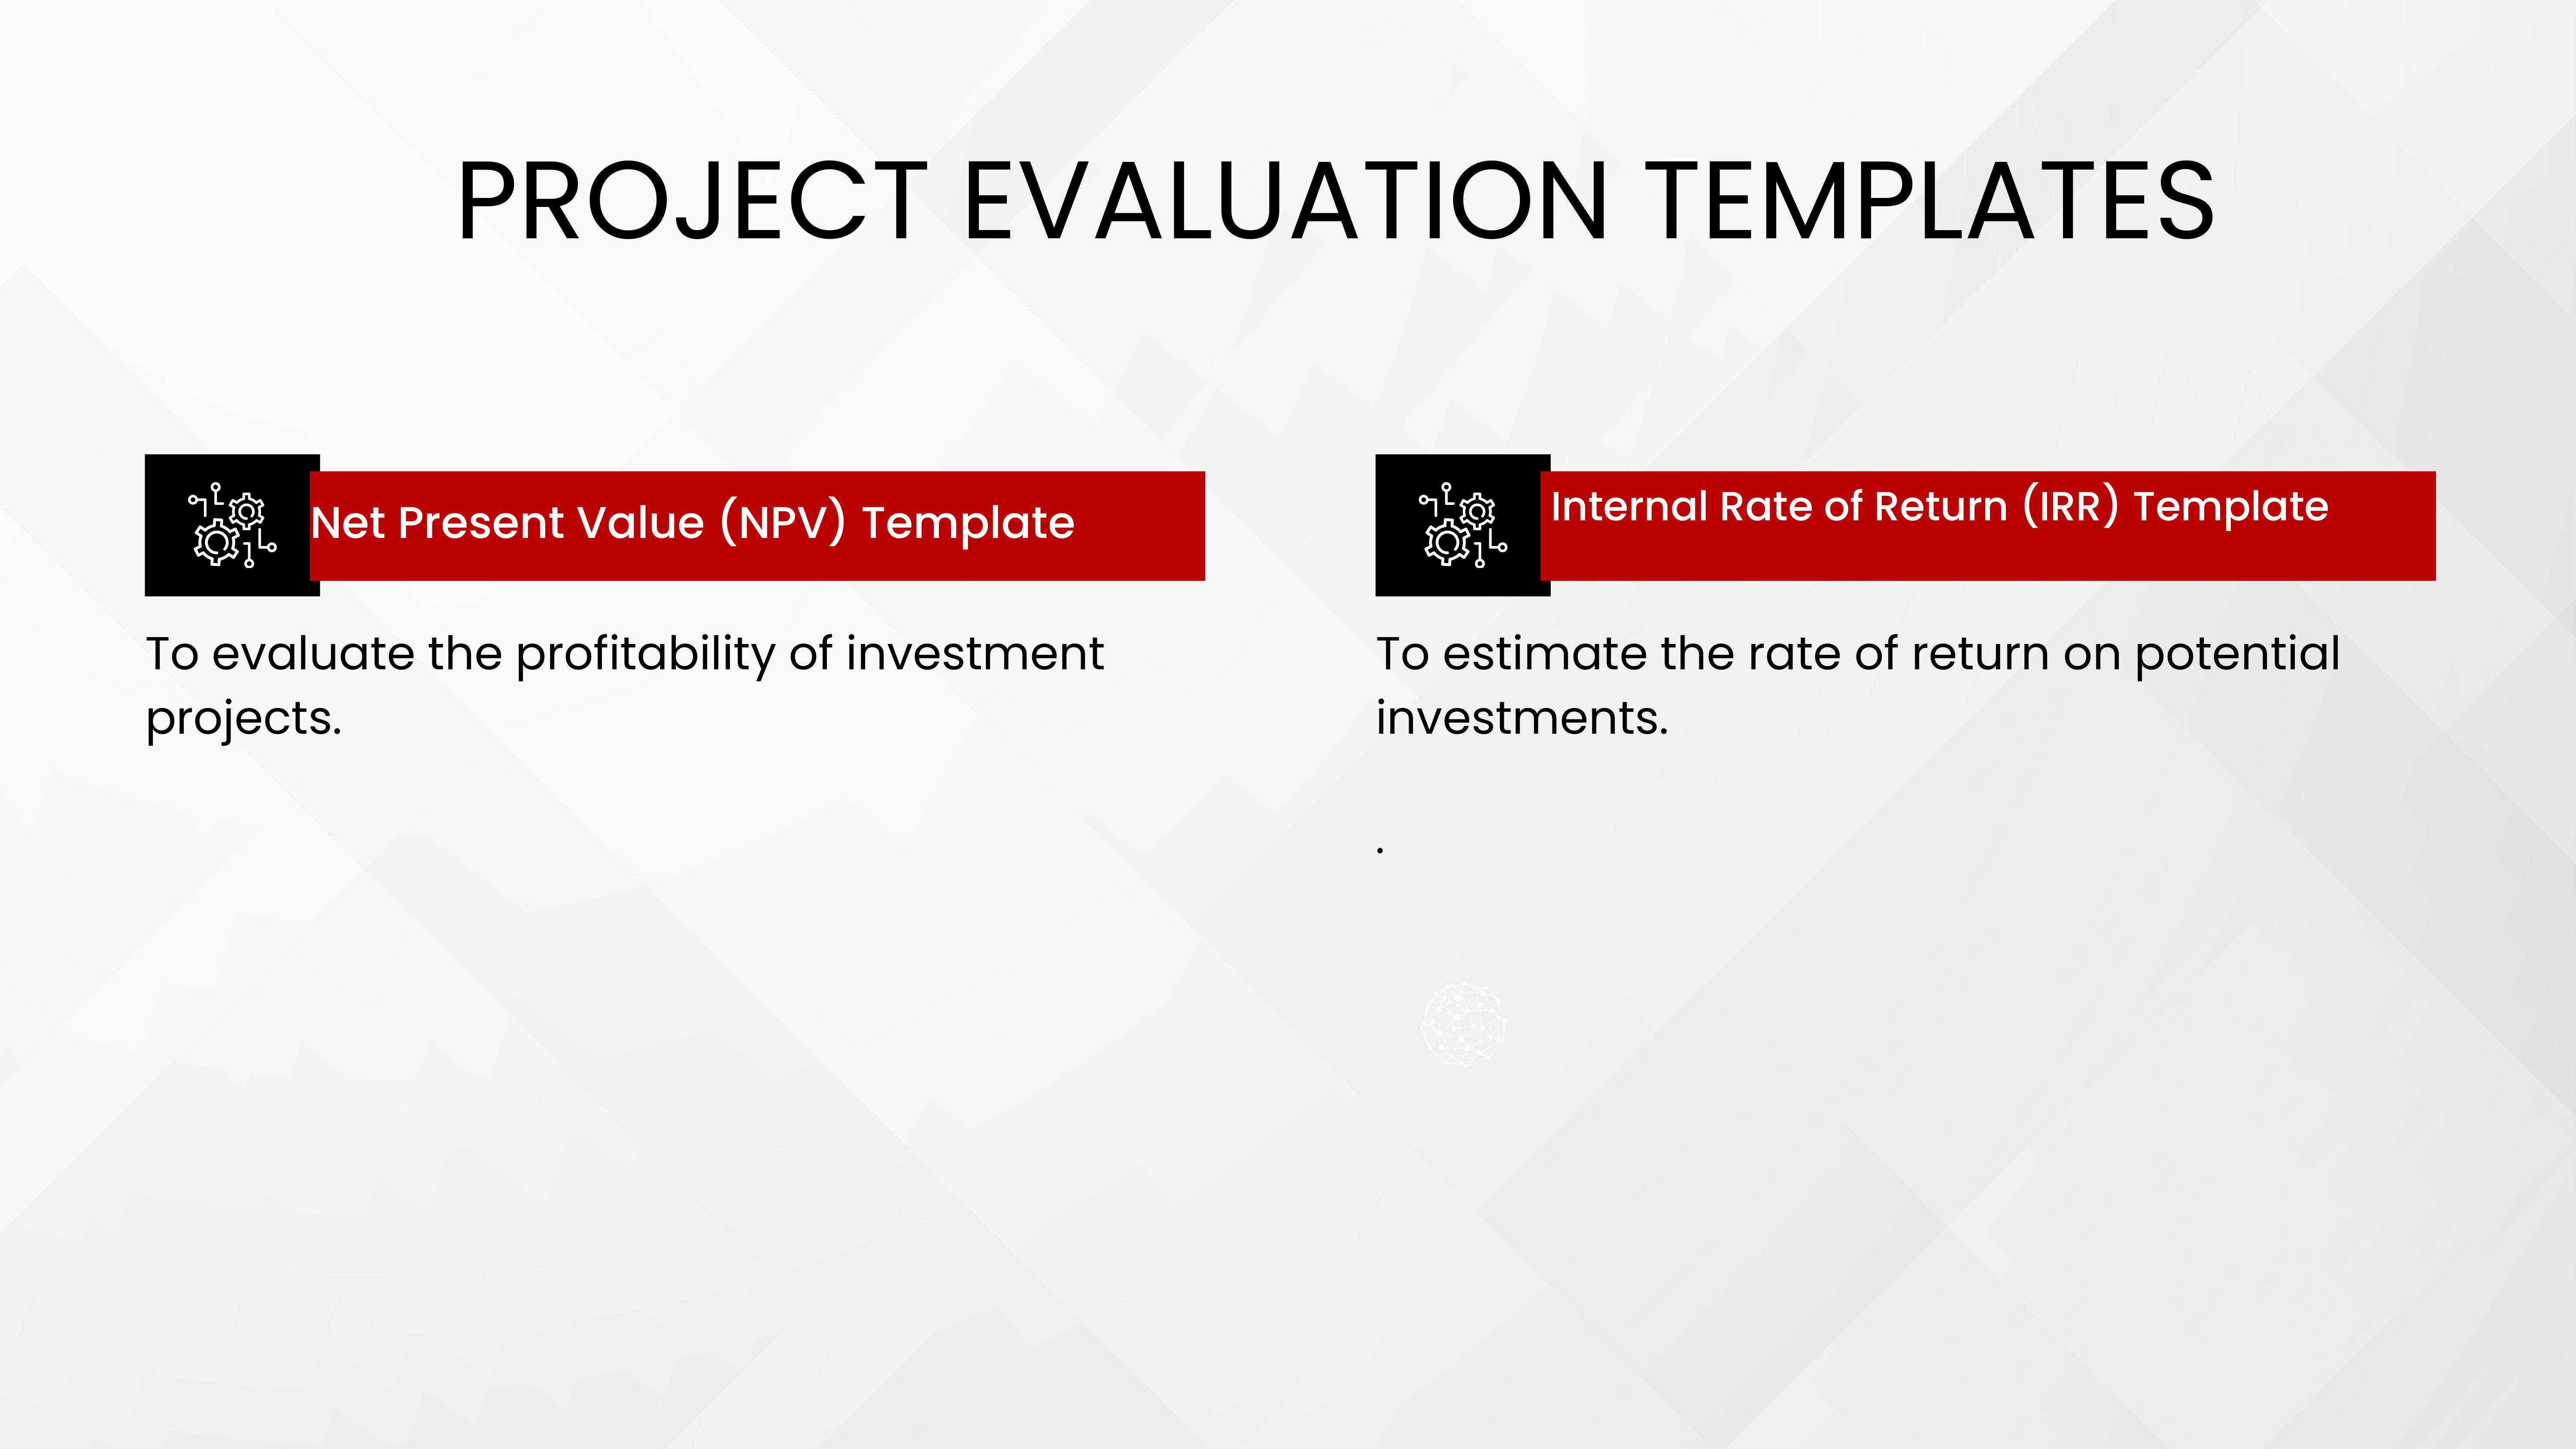 PROJECT EVALUATION TEMPLATES
Net Present Value (NPV) Template
To evaluate the profitability of investment
projects.
Internal Rate of Return (IRR) Template
To estimate the rate of return on potential
investments.
.